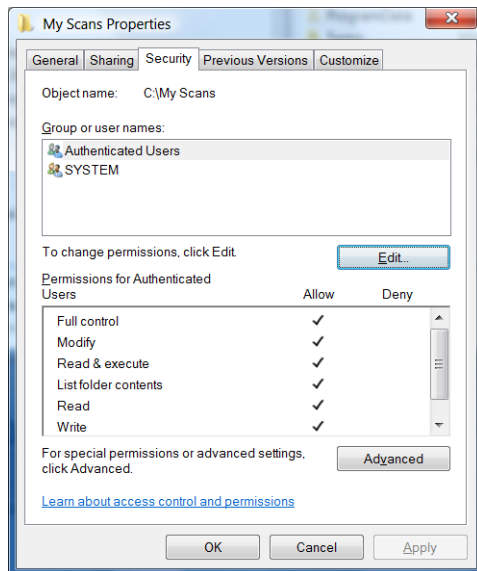 My Scans Properties
General Sharing Security Previous Versions Customize
Object name: C:\My Scans
Group or user names:
Authenticated Users
SYSTEM
To change permissions, click Edit.
Edit...
Permissions for Authenticated
Users Allow Deny
Full control
Modify
Read & execute
List folder contents
Read
Write
For special permissions or advanced settings,
click Advanced.
Advanced
Learn about access control and permissions
OK Cancel Apply